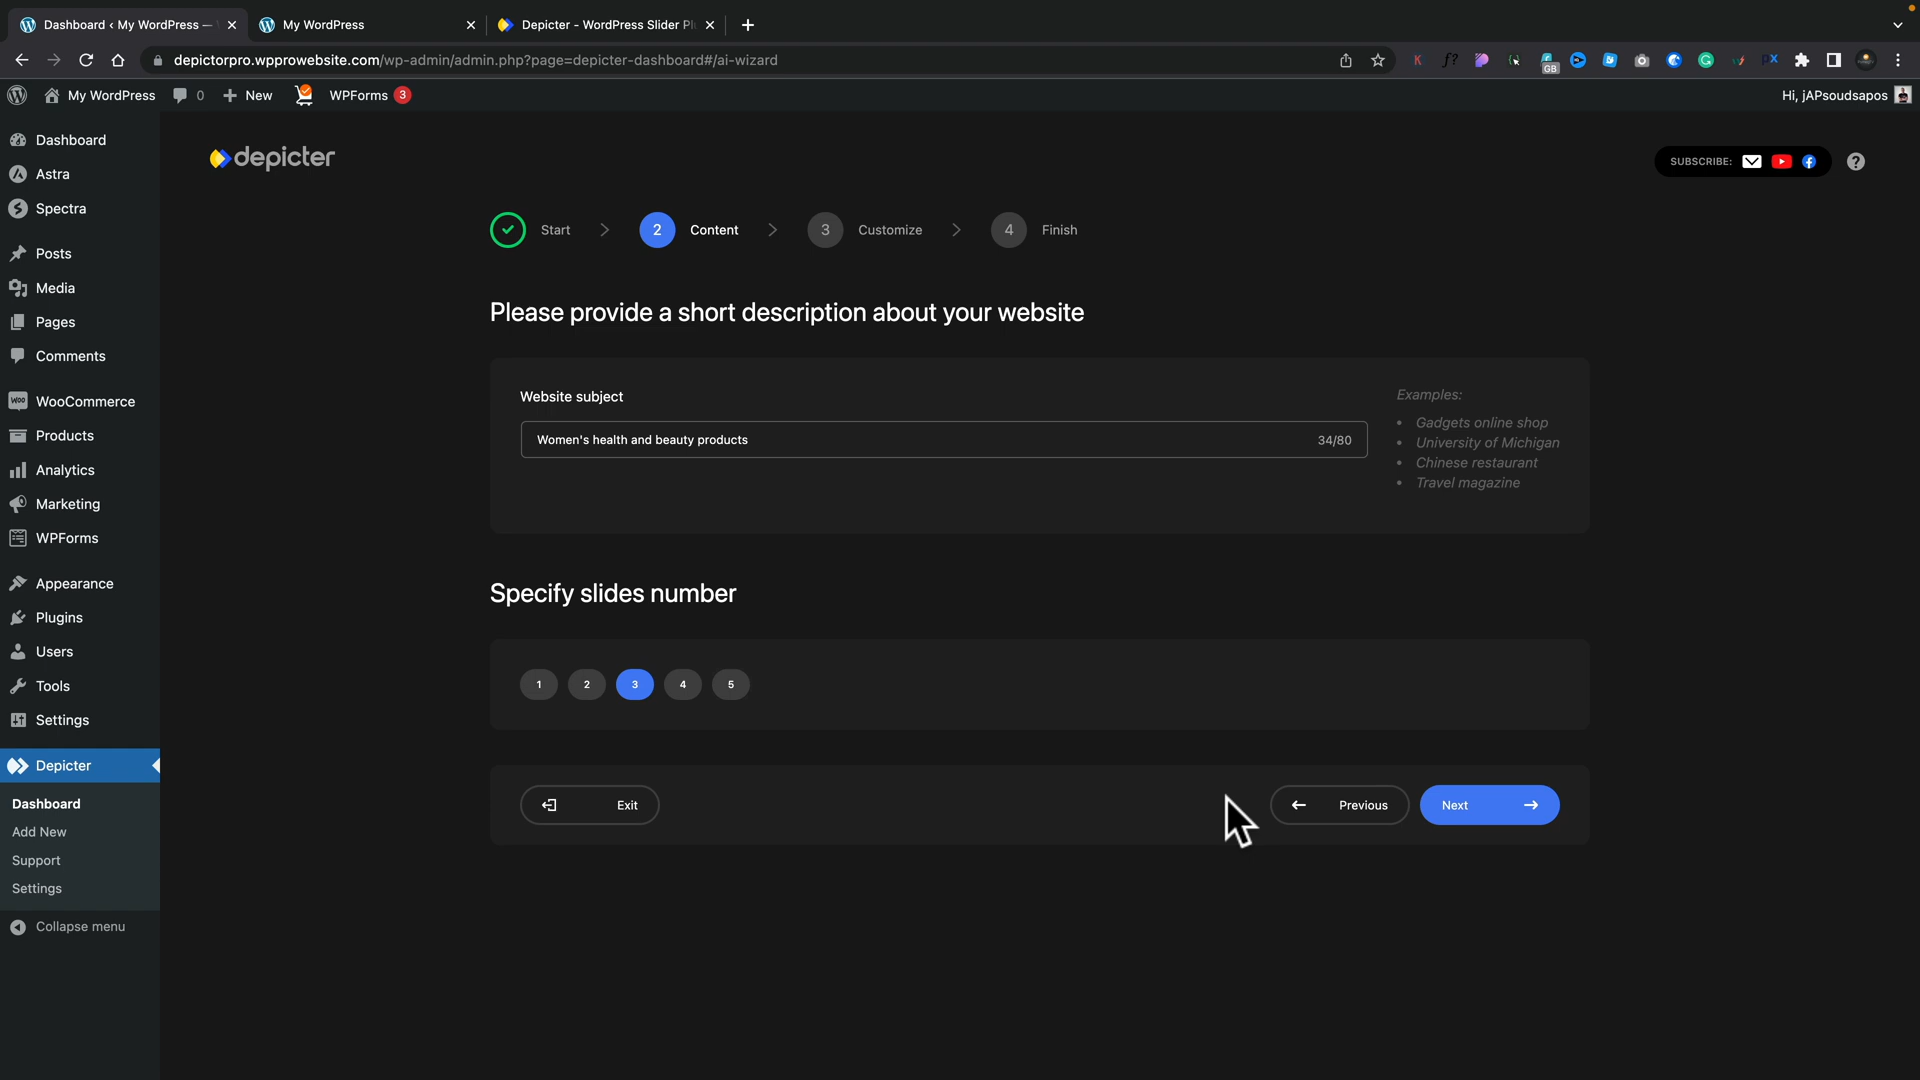 Dashboard ‹ My WordPress —
My WordPress
Depicter - WordPress Slider Pl
depictorpro.wpprowebsite.com/wp-admin/admin.php?page=depicter-dashboard#/ai-wizard
GB
My WordPress
0
New
WPForms 3
Hi, jAPsoudsapos
Dashboard
Astra
Spectra
Posts
Media
Pages
Comments
WooCommerce
Products
Analytics
Marketing
WPForms
Appearance
Plugins
Users
Tools
Settings
Depicter
Dashboard
Add New
Support
Settings
Collapse menu
depicter
SUBSCRIBE:
Start
2 Content
3 Customize
4 Finish
Please provide a short description about your website
Website subject
Women's health and beauty products 34/80
Examples:
• Gadgets online shop
• University of Michigan
• Chinese restaurant
• Travel magazine
Specify slides number
1 2 3 4 5
Exit
Previous
Next